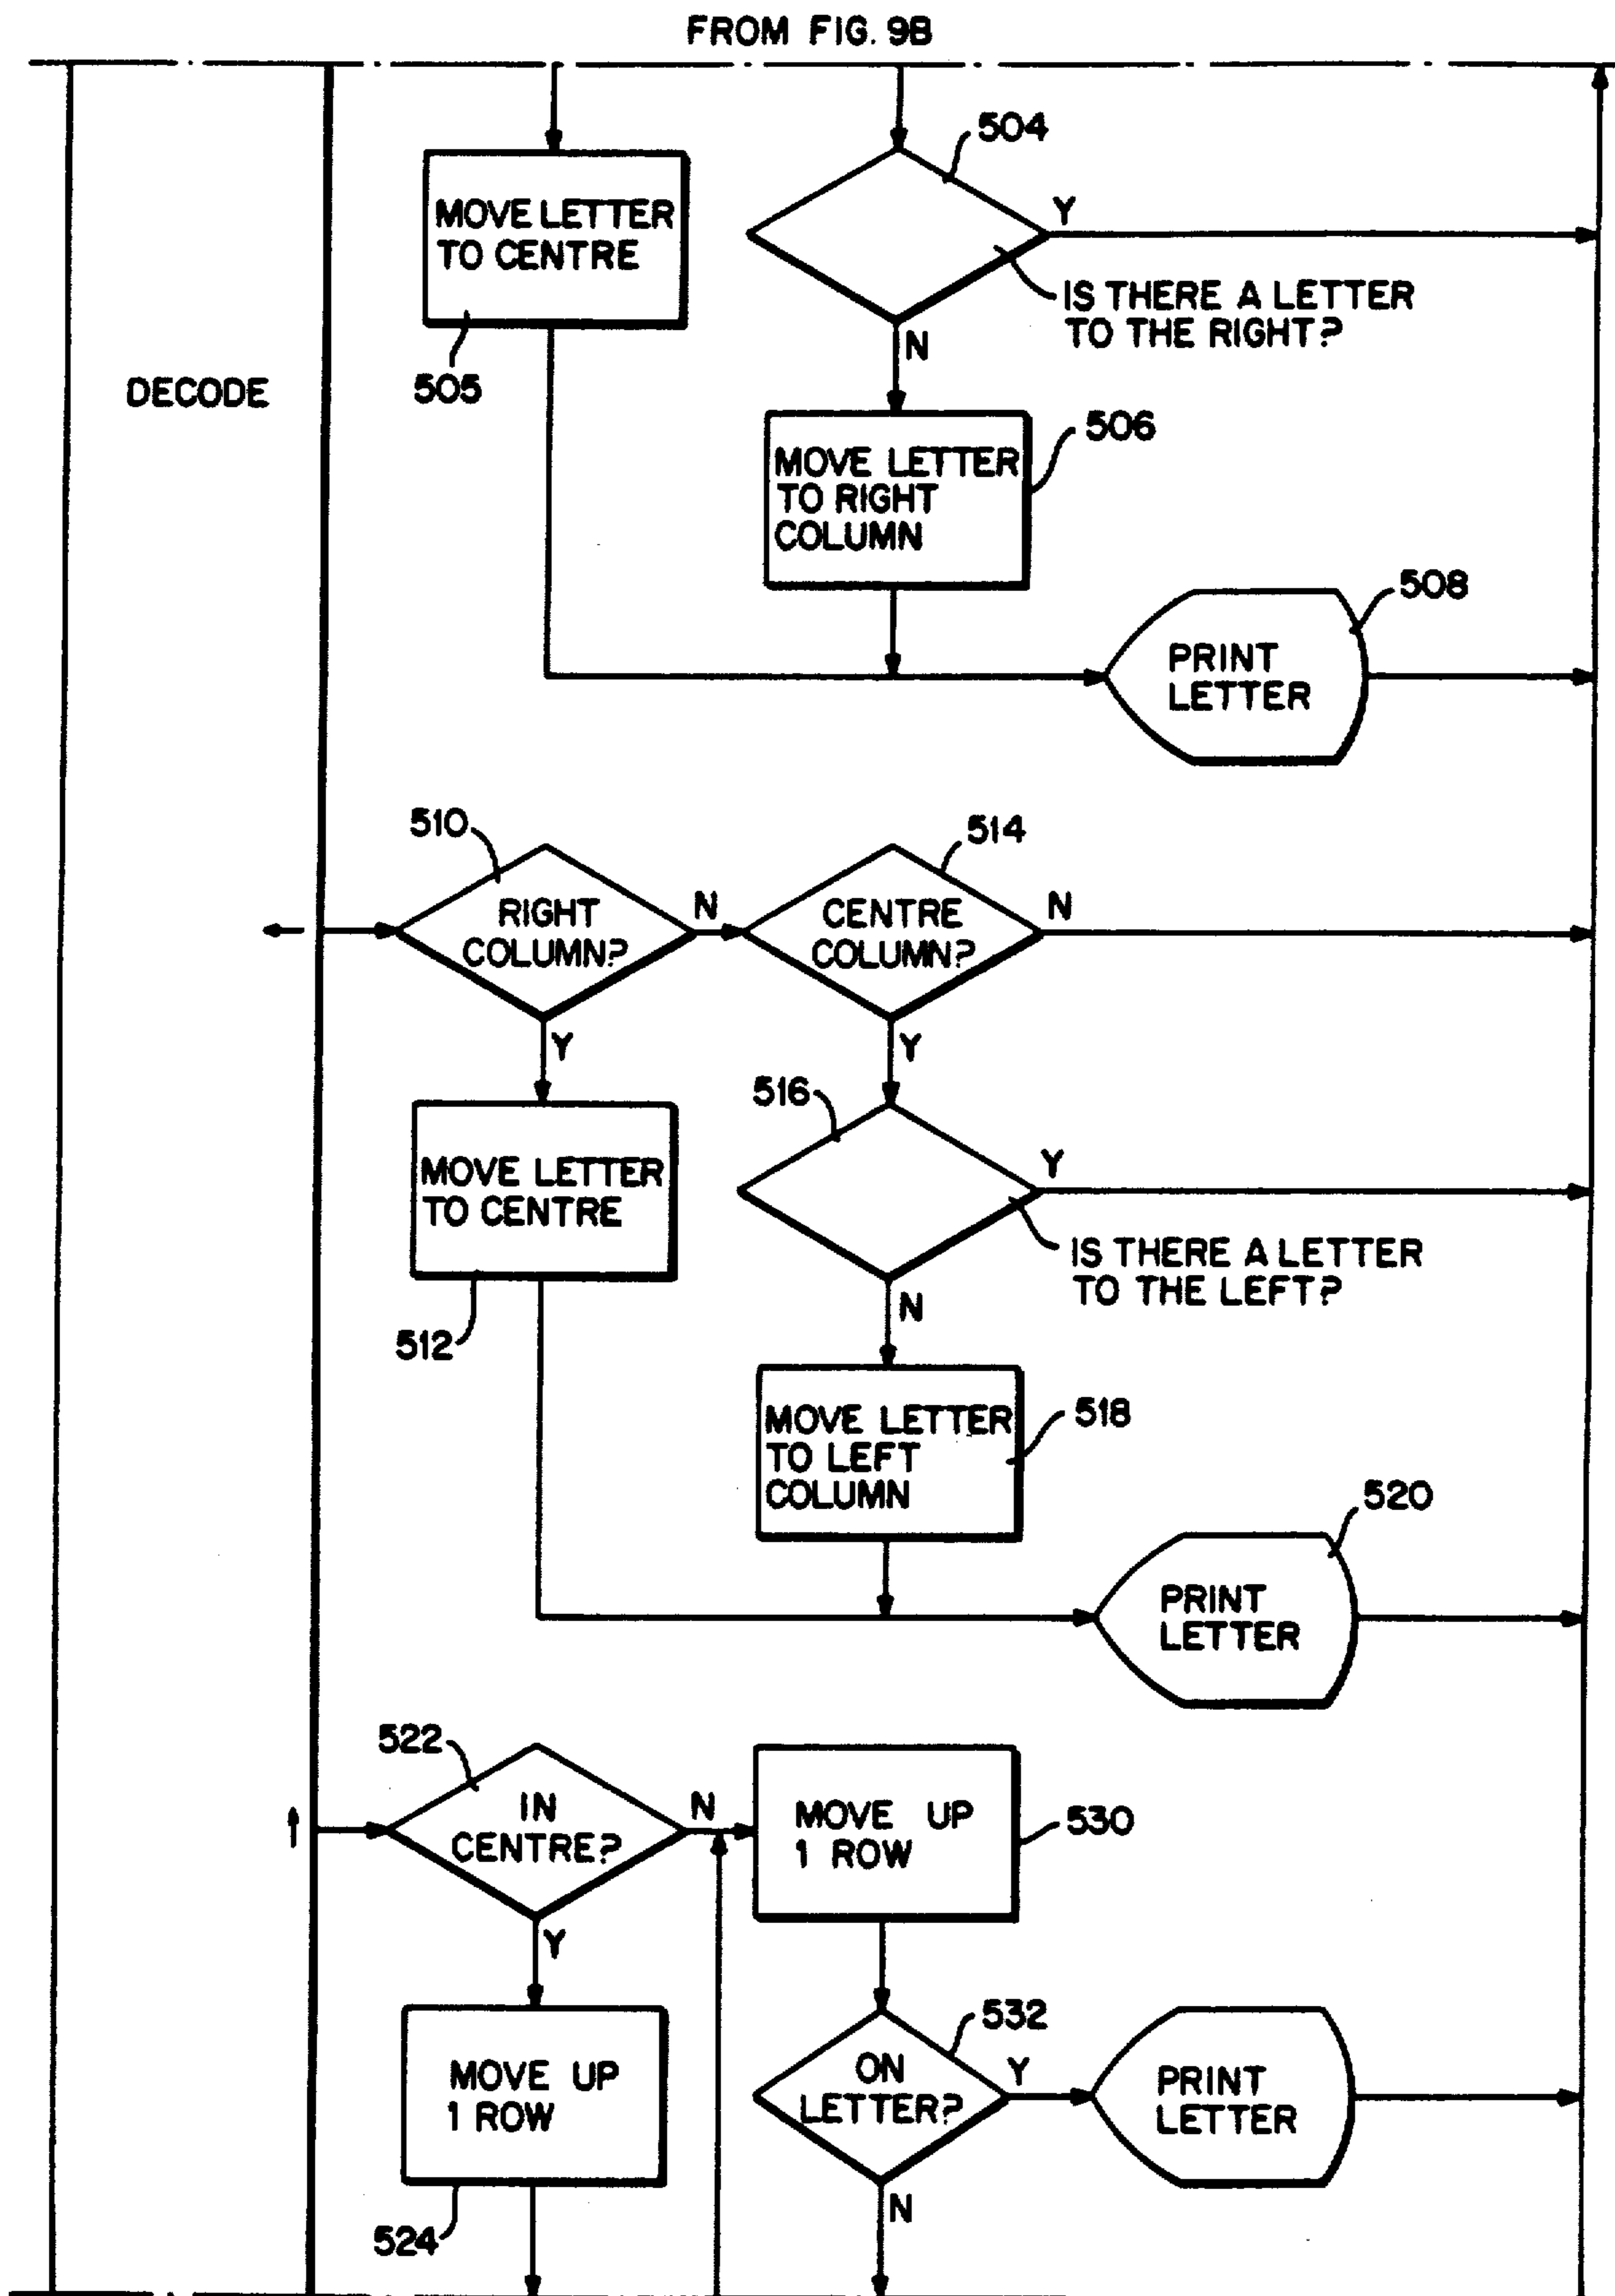 FROM FIG. 9B
504
MOVE LETTER
TO CENTRE
Y
IS THERE A LETTER
TO THE RIGHT?
N
505
DECODE
506
MOVE LETTER
TO RIGHT
COLUMN
508
PRINT
LETTER
510
514
RIGHT
COLUMN?
N
CENTRE
COLUMN?
N
Y
Y
516
MOVE LETTER
TO CENTRE
Y
IS THERE A LETTER
TO THE LEFT?
N
512
MOVE LETTER
TO LEFT
COLUMN
518
520
PRINT
LETTER
522
IN
CENTRE?
N
MOVE UP
1 ROW
530
Y
532
MOVE UP
1 ROW
ON
LETTER?
Y
PRINT
LETTER
N
524